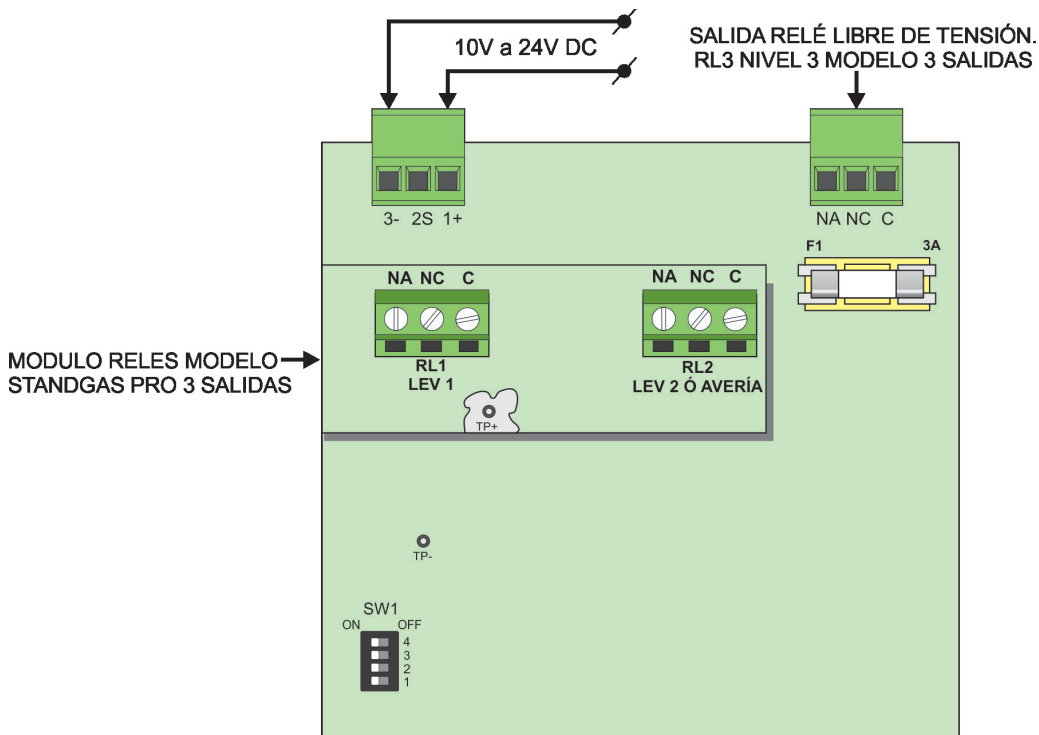 10V a 24V DC
SALIDA RELÉ LIBRE DE TENSIÓN.
RL3 NIVEL 3 MODELO 3 SALIDAS
3- 2S 1+
NA NC C
F1 3A
NA NC C
NA NC C
MODULO RELES MODELO
STANDGAS PRO 3 SALIDAS
RL1
LEV 1
RL2
LEV 2 Ó AVERÍA
TP+
TP-
SW1
ON OFF
4
3
2
1